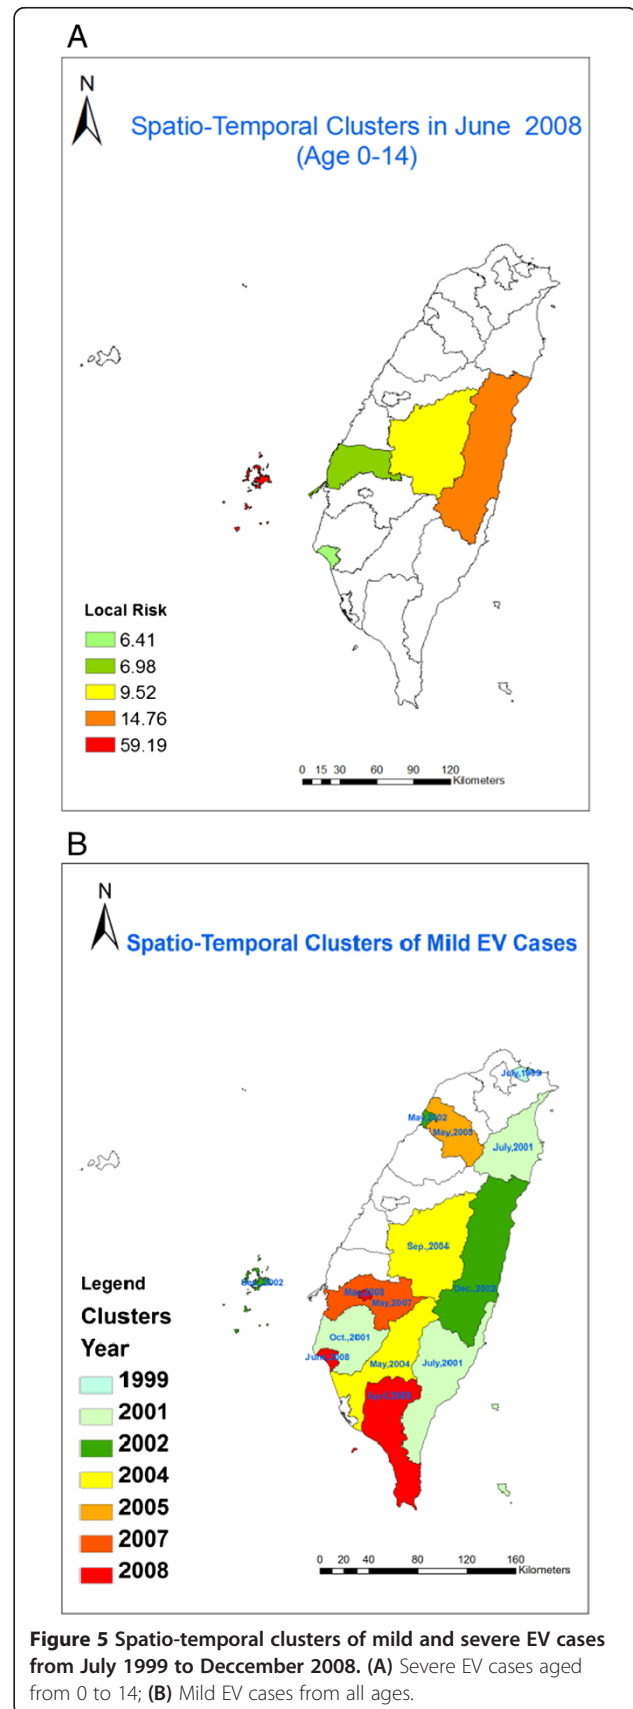 A
N
Spatio-Temporal Clusters in June 2008
(Age 0-14)
Local Risk
6.41
6.98
9.52
14.76
59.19
0 15 30 60 90 120
Kilometers
B
N
Spatio-Temporal Clusters of Mild EV Cases
July,1999
May,2002
May,2005
July,2001
Sep.,2004
2002
Dec.,2002
May,2008
May,2007
Oct.,2001
June,2008
May,2004
July,2001
Legend
Clusters
Year
1999
2001
2002
2004
2005
2007
2008
0 20 40 80 120 160
Kilometers
Figure 5 Spatio-temporal clusters of mild and severe EV cases
from July 1999 to Deccember 2008. (A) Severe EV cases aged
from 0 to 14; (B) Mild EV cases from all ages.